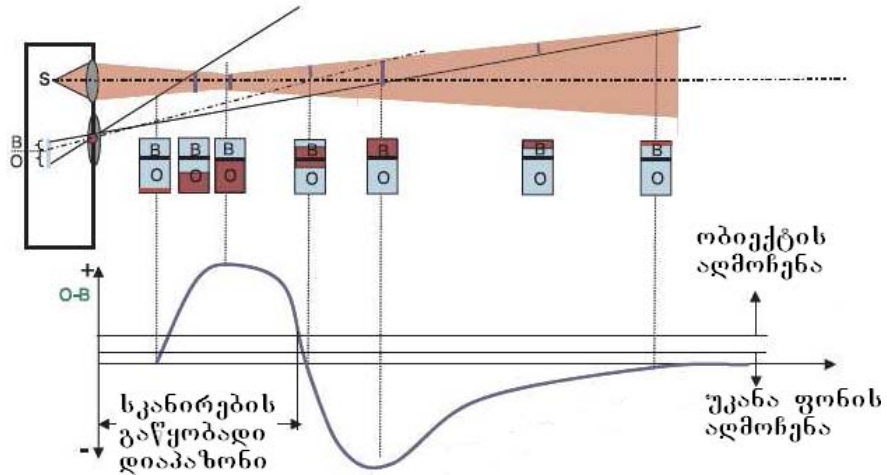 S
B
O
B B B B B B B
O O O O O O O
ობიექტის
აღმოჩენა
+
O-B
სკანირების
გაწყობადი
დიაპაზონი
უკანა ფონის
აღმოჩენა
-